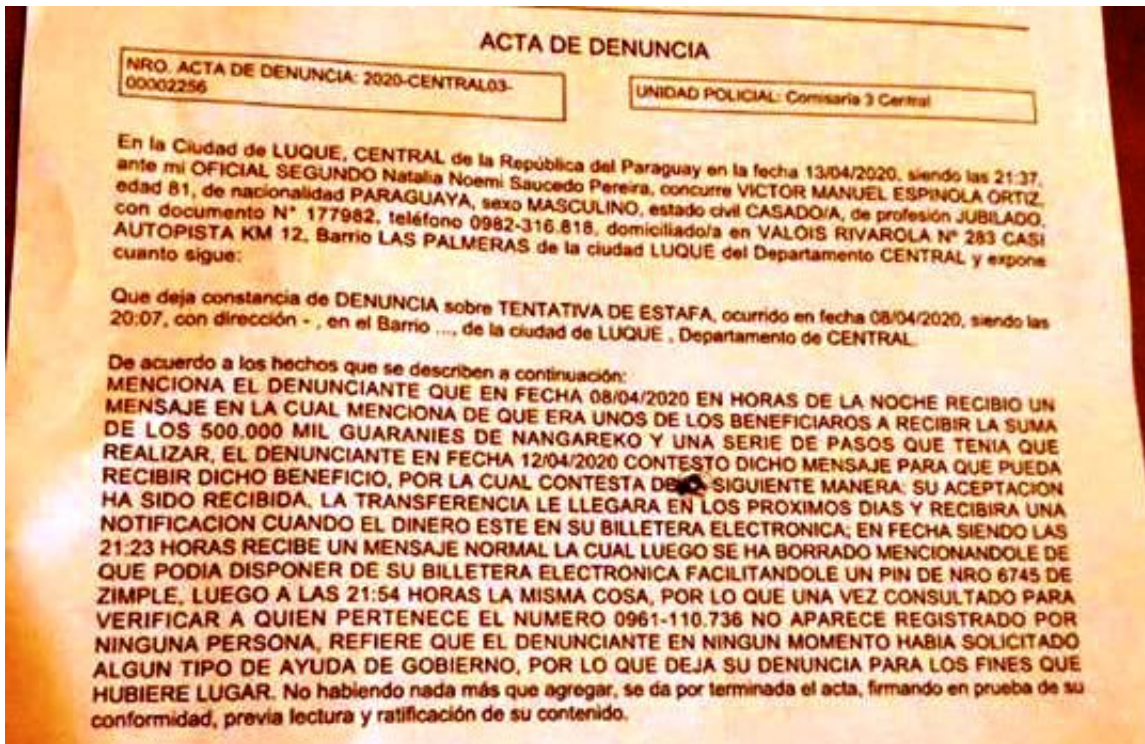 ACTA DE DENUNCIA
NRO. ACTA DE DENUNCIA: 2020-CENTRAL03-
00002256
UNIDAD POLICIAL: Comisaria 3 Central
En la Ciudad de LUQUE, CENTRAL de la República del Paraguay en la fecha 13/04/2020, siendo las 21:37,
ante mi OFICIAL SEGUNDO Natalia Noemi Saucedo Pereira, concurre VICTOR MANUEL ESPINOLA ORTIZ,
edad 81, de nacionalidad PARAGUAYA, sexo MASCULINO, estado civil CASADO/A, de profesión JUBILADO,
con documento N° 177982, teléfono 0982-316.818, domiciliado/a en VALOIS RIVAROLA N° 283 CASI
AUTOPISTA KM 12, Barrio LAS PALMERAS de la ciudad LUQUE del Departamento CENTRAL y expone
cuanto sigue:
Que deja constancia de DENUNCIA sobre TENTATIVA DE ESTAFA, ocurrido en fecha 08/04/2020, siendo las
20:07, con dirección - , en el Barrio ..., de la ciudad de LUQUE , Departamento de CENTRAL.
De acuerdo a los hechos que se describen a continuación:
MENCIONA EL DENUNCIANTE QUE EN FECHA 08/04/2020 EN HORAS DE LA NOCHE RECIBIO UN
MENSAJE EN LA CUAL MENCIONA DE QUE ERA UNOS DE LOS BENEFICIAROS A RECIBIR LA SUMA
DE LOS 500.000 MIL GUARANIES DE NANGAREKO Y UNA SERIE DE PASOS QUE TENIA QUE
REALIZAR, EL DENUNCIANTE EN FECHA 12/04/2020 CONTESTO DICHO MENSAJE PARA QUE PUEDA
RECIBIR DICHO BENEFICIO, POR LA CUAL CONTESTA SIGUIENTE MANERA: SU ACEPTACION
HA SIDO RECIBIDA, LA TRANSFERENCIA LE LLEGARA EN LOS PROXIMOS DIAS Y RECIBIRA UNA
NOTIFICACION CUANDO EL DINERO ESTE EN SU BILLETERA ELECTRONICA; EN FECHA SIENDO LAS
21:23 HORAS RECIBE UN MENSAJE NORMAL LA CUAL LUEGO SE HA BORRADO MENCIONANDOLE DE
QUE PODIA DISPONER DE SU BILLETERA ELECTRONICA FACILITANDOLE UN PIN DE NRO 6745 DE
ZIMPLE, LUEGO A LAS 21:54 HORAS LA MISMA COSA, POR LO QUE UNA VEZ CONSULTADO PARA
VERIFICAR A QUIEN PERTENECE EL NUMERO 0961-110.736 NO APARECE REGISTRADO POR
NINGUNA PERSONA, REFIERE QUE EL DENUNCIANTE EN NINGUN MOMENTO HABIA SOLICITADO
ALGUN TIPO DE AYUDA DE GOBIERNO, POR LO QUE DEJA SU DENUNCIA PARA LOS FINES QUE
HUBIERE LUGAR. No habiendo nada más que agregar, se da por terminada el acta, firmando en prueba de su
conformidad, previa lectura y ratificación de su contenido.